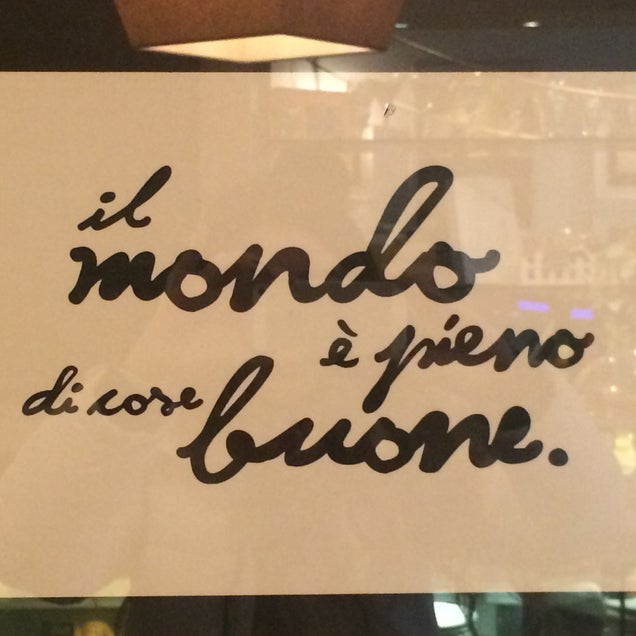 il
mondo
è pieno
di cose
buone.